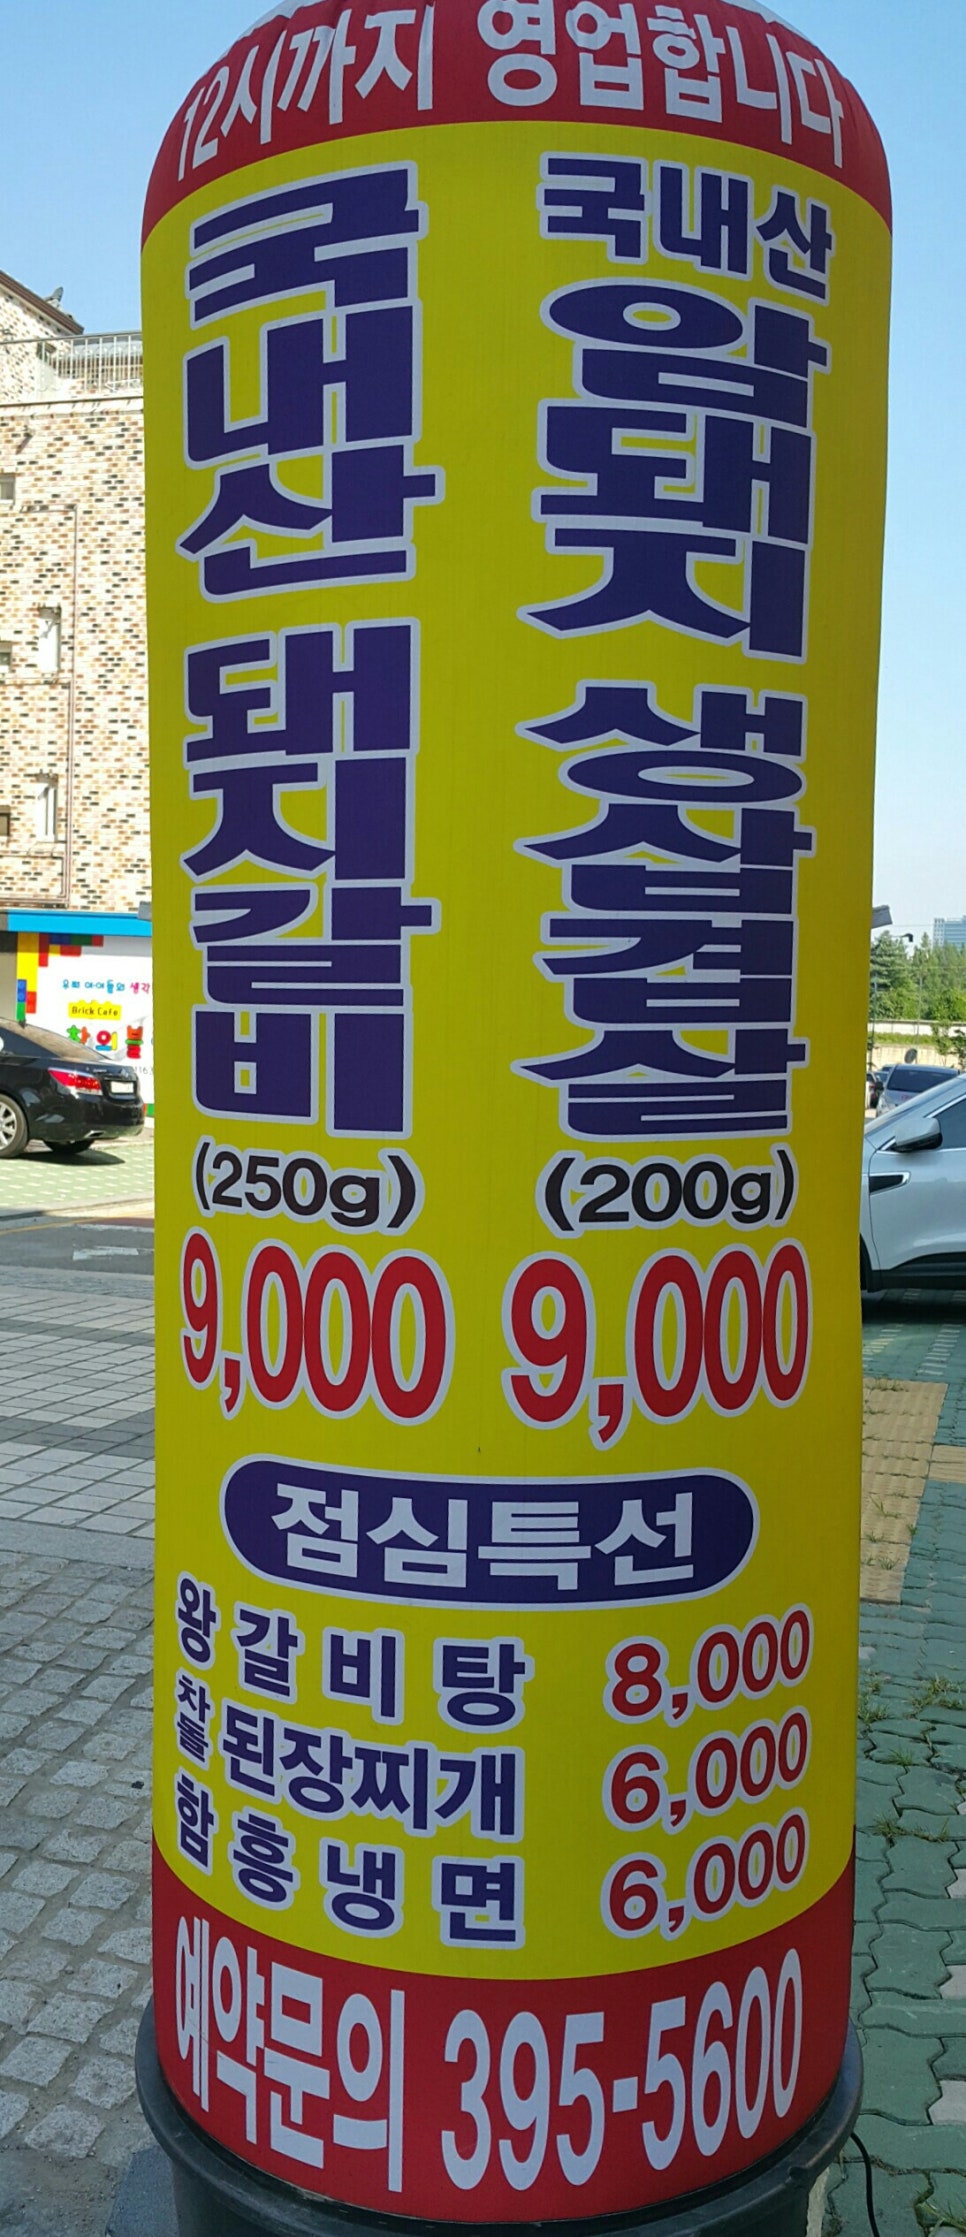 12시까지 영업합니다
국내산 돼지갈비
(250g)
9,000
국내산
암돼지 생삼겹살
(200g)
9,000
점심특선
왕갈비탕 8,000
차돌 된장찌개 6,000
함흥냉면 6,000
예약문의 395-5600
Brick Cafe